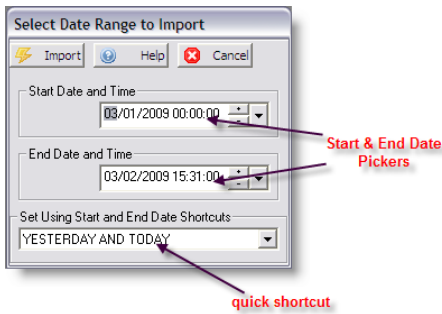 Select Date Range to Import
Import Help Cancel
Start Date and Time
03/01/2009 00:00:00
Start & End Date
Pickers
End Date and Time
03/02/2009 15:31:00
Set Using Start and End Date Shortcuts
YESTERDAY AND TODAY
quick shortcut